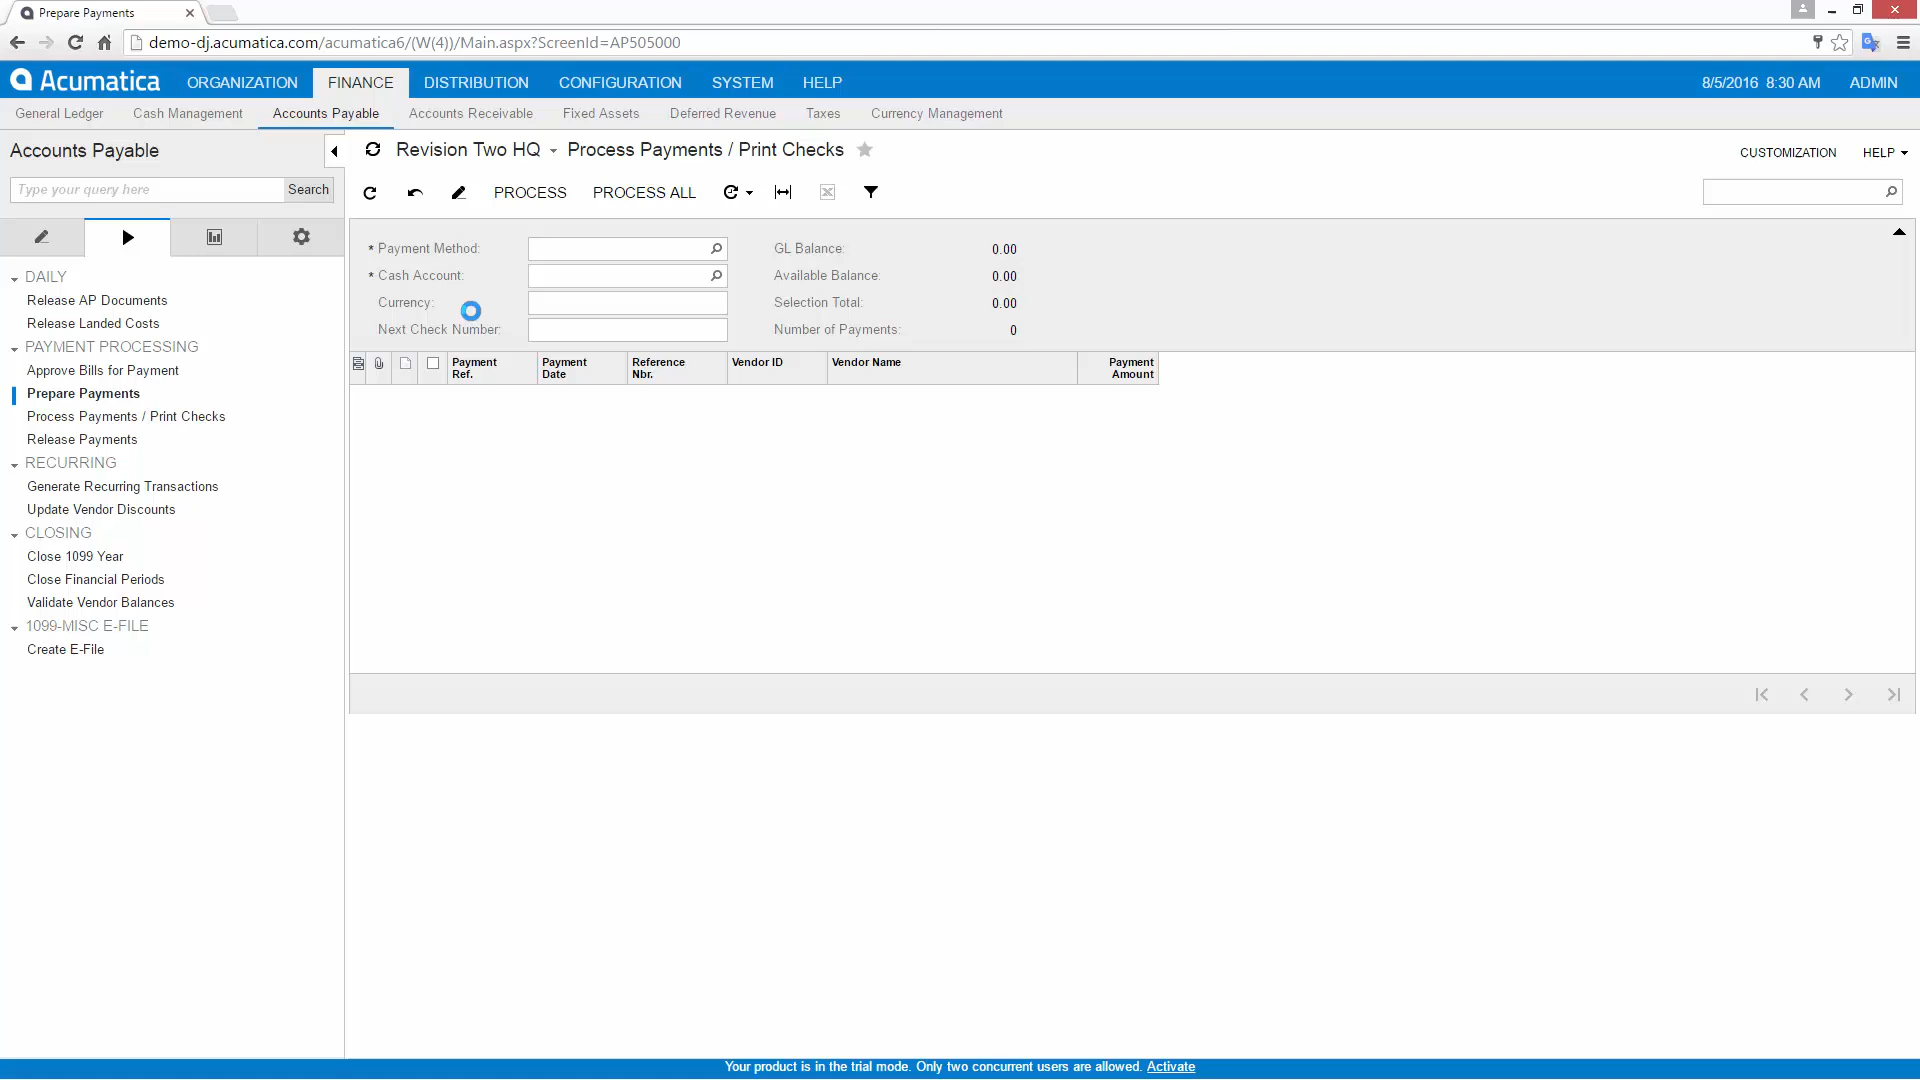 Prepare Payments
demo-dj.acumatica.com/acumatica6/(W(4))/Main.aspx?ScreenId=AP505000
Acumatica ORGANIZATION FINANCE DISTRIBUTION CONFIGURATION SYSTEM HELP 8/5/2016 8:30 AM ADMIN
General Ledger Cash Management Accounts Payable Accounts Receivable Fixed Assets Deferred Revenue Taxes Currency Management
Accounts Payable
Type your query here Search
DAILY
Release AP Documents
Release Landed Costs
PAYMENT PROCESSING
Approve Bills for Payment
Prepare Payments
Process Payments / Print Checks
Release Payments
RECURRING
Generate Recurring Transactions
Update Vendor Discounts
CLOSING
Close 1099 Year
Close Financial Periods
Validate Vendor Balances
1099-MISC E-FILE
Create E-File
Revision Two HQ Process Payments / Print Checks CUSTOMIZATION HELP
PROCESS PROCESS ALL
* Payment Method: GL Balance: 0.00
* Cash Account: Available Balance: 0.00
Currency: Selection Total: 0.00
Next Check Number: Number of Payments: 0
Payment Ref. Payment Date Reference Nbr. Vendor ID Vendor Name Payment Amount
Your product is in the trial mode. Only two concurrent users are allowed. Activate